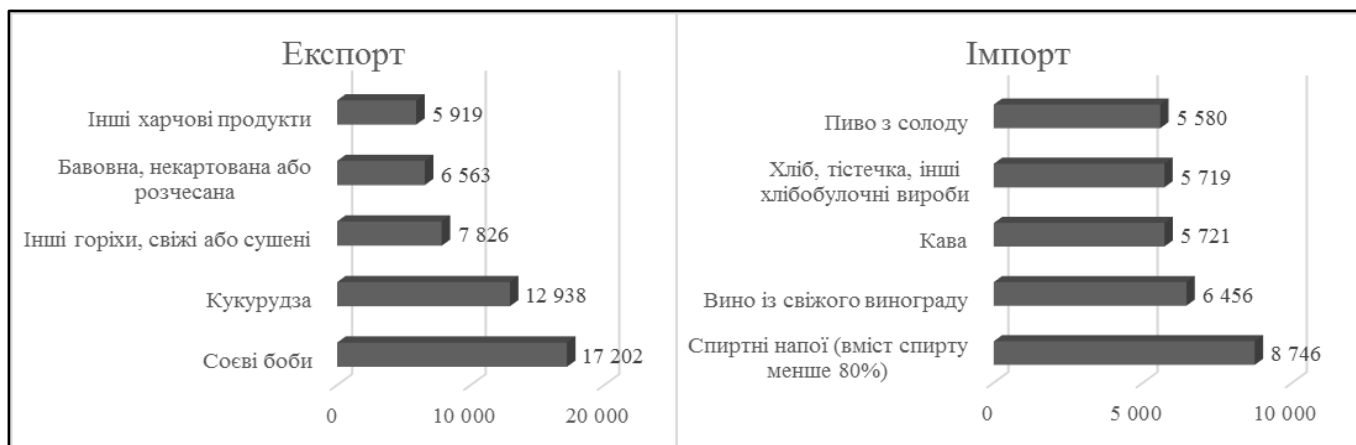 Експорт
Інші харчові продукти
5 919
Бавовна, некартована або
розчесана
6 563
Інші горіхи, свіжі або сушені
7 826
Кукурудза
12 938
Соєві боби
17 202
0
10 000
20 000
Імпорт
Пиво з солоду
5 580
Хліб, тістечка, інші
хлібобулочні вироби
5 719
Кава
5 721
Вино із свіжого винограду
6 456
Спиртні напої (вміст спирту
менше 80%)
8 746
0
5 000
10 000